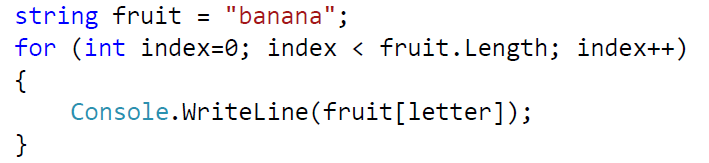 string fruit = "banana";
for (int index=0; index < fruit.Length; index++)
{
    Console.WriteLine(fruit[letter]);
}